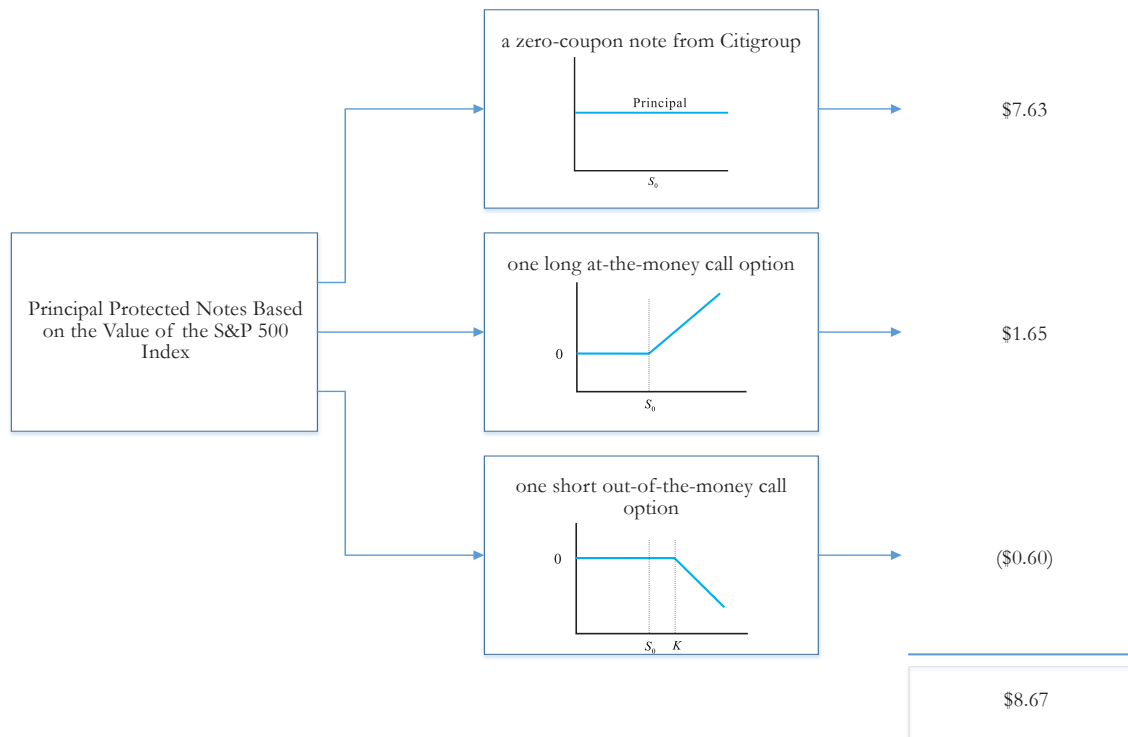 a zero-coupon note from Citigroup
Principal
S₀
$7.63
Principal Protected Notes Based
on the Value of the S&P 500
Index
one long at-the-money call option
0
S₀
$1.65
one short out-of-the-money call
option
0
S₀ K
($0.60)
$8.67